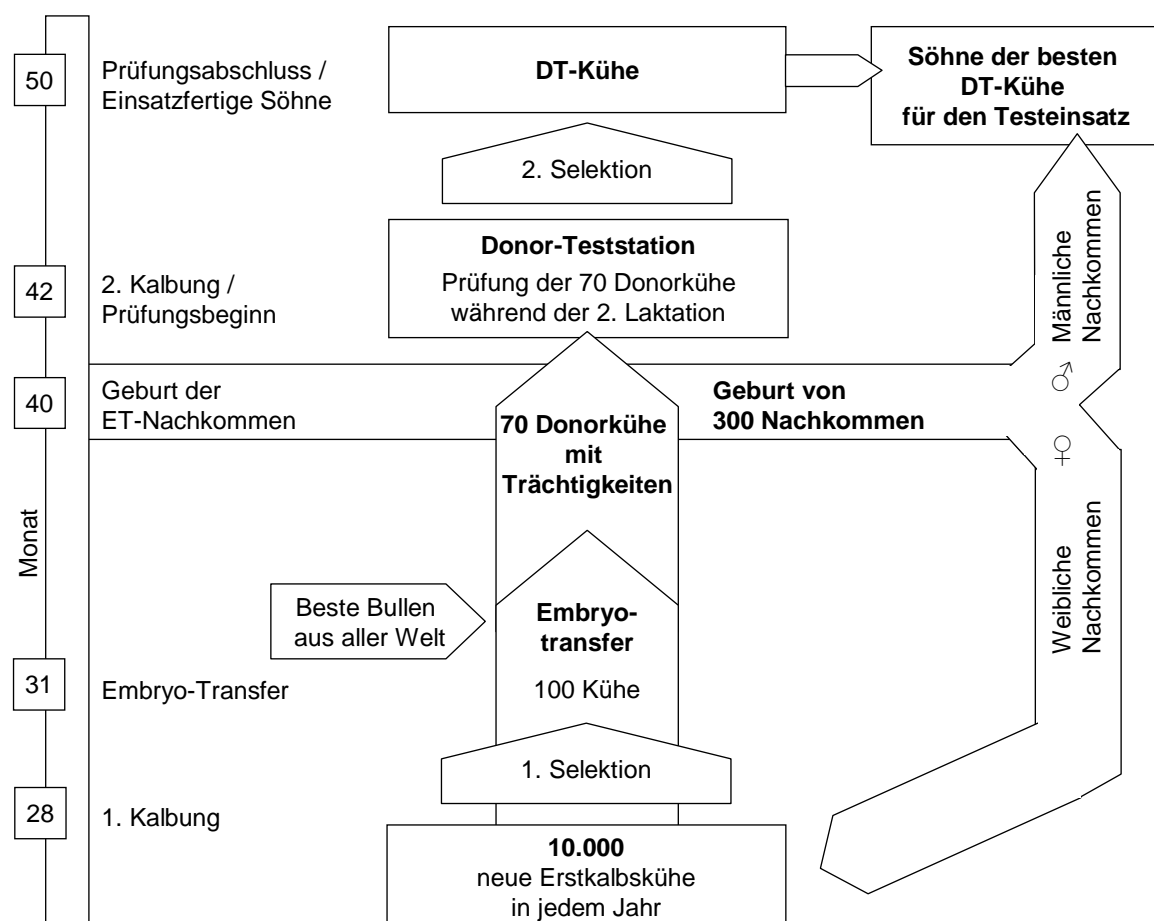 50
Prüfungsabschluss /
Einsatzfertige Söhne
DT-Kühe
Söhne der besten
DT-Kühe
für den Testeinsatz
2. Selektion
Donor-Teststation
Prüfung der 70 Donorkühe
während der 2. Laktation
42
2. Kalbung /
Prüfungsbeginn
Männliche
Nachkommen
♂
40
Geburt der
ET-Nachkommen
70 Donorkühe
mit
Trächtigkeiten
Geburt von
300 Nachkommen
♀
Monat
Weibliche
Nachkommen
Beste Bullen
aus aller Welt
Embryo-
transfer
100 Kühe
31
Embryo-Transfer
1. Selektion
28
1. Kalbung
10.000
neue Erstkalbskühe
in jedem Jahr